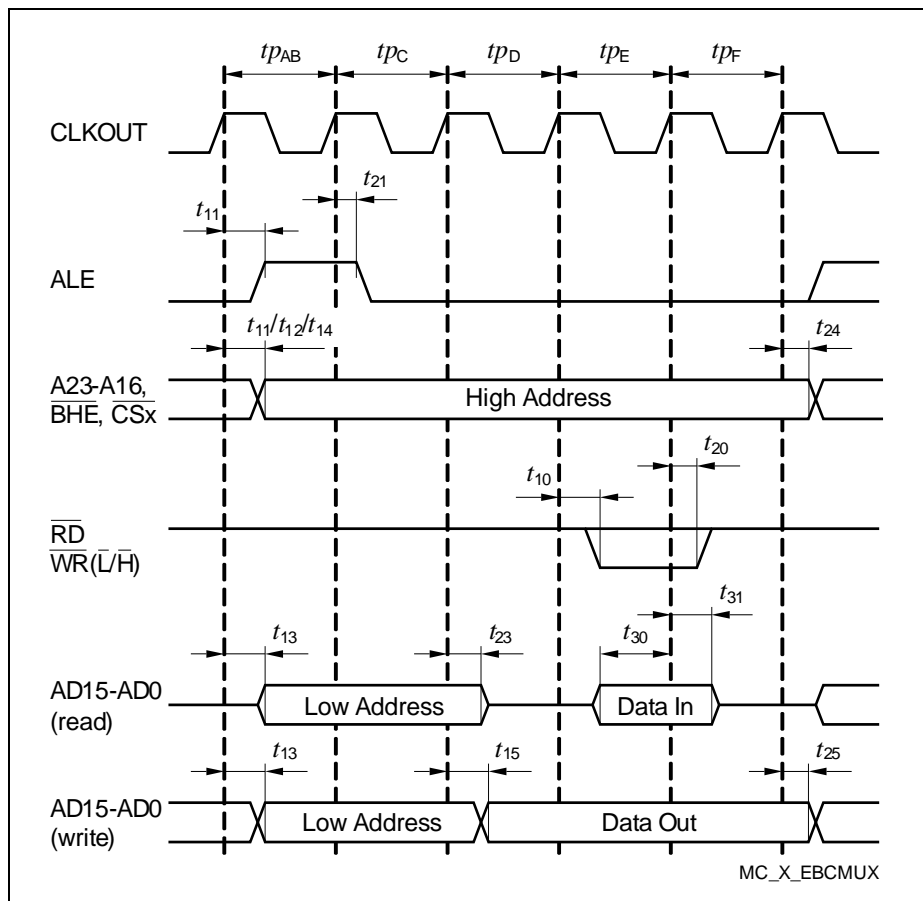 tpAB tpC tpD tpE tpF
CLKOUT
t21
t11
ALE
t11/t12/t14 t24
A23-A16,
BHE, CSx
High Address
t20
t10
RD
WR(L/H)
t31
t13 t23 t30
AD15-AD0
(read)
Low Address Data In
t13 t15 t25
AD15-AD0
(write)
Low Address Data Out
MC_X_EBCMUX